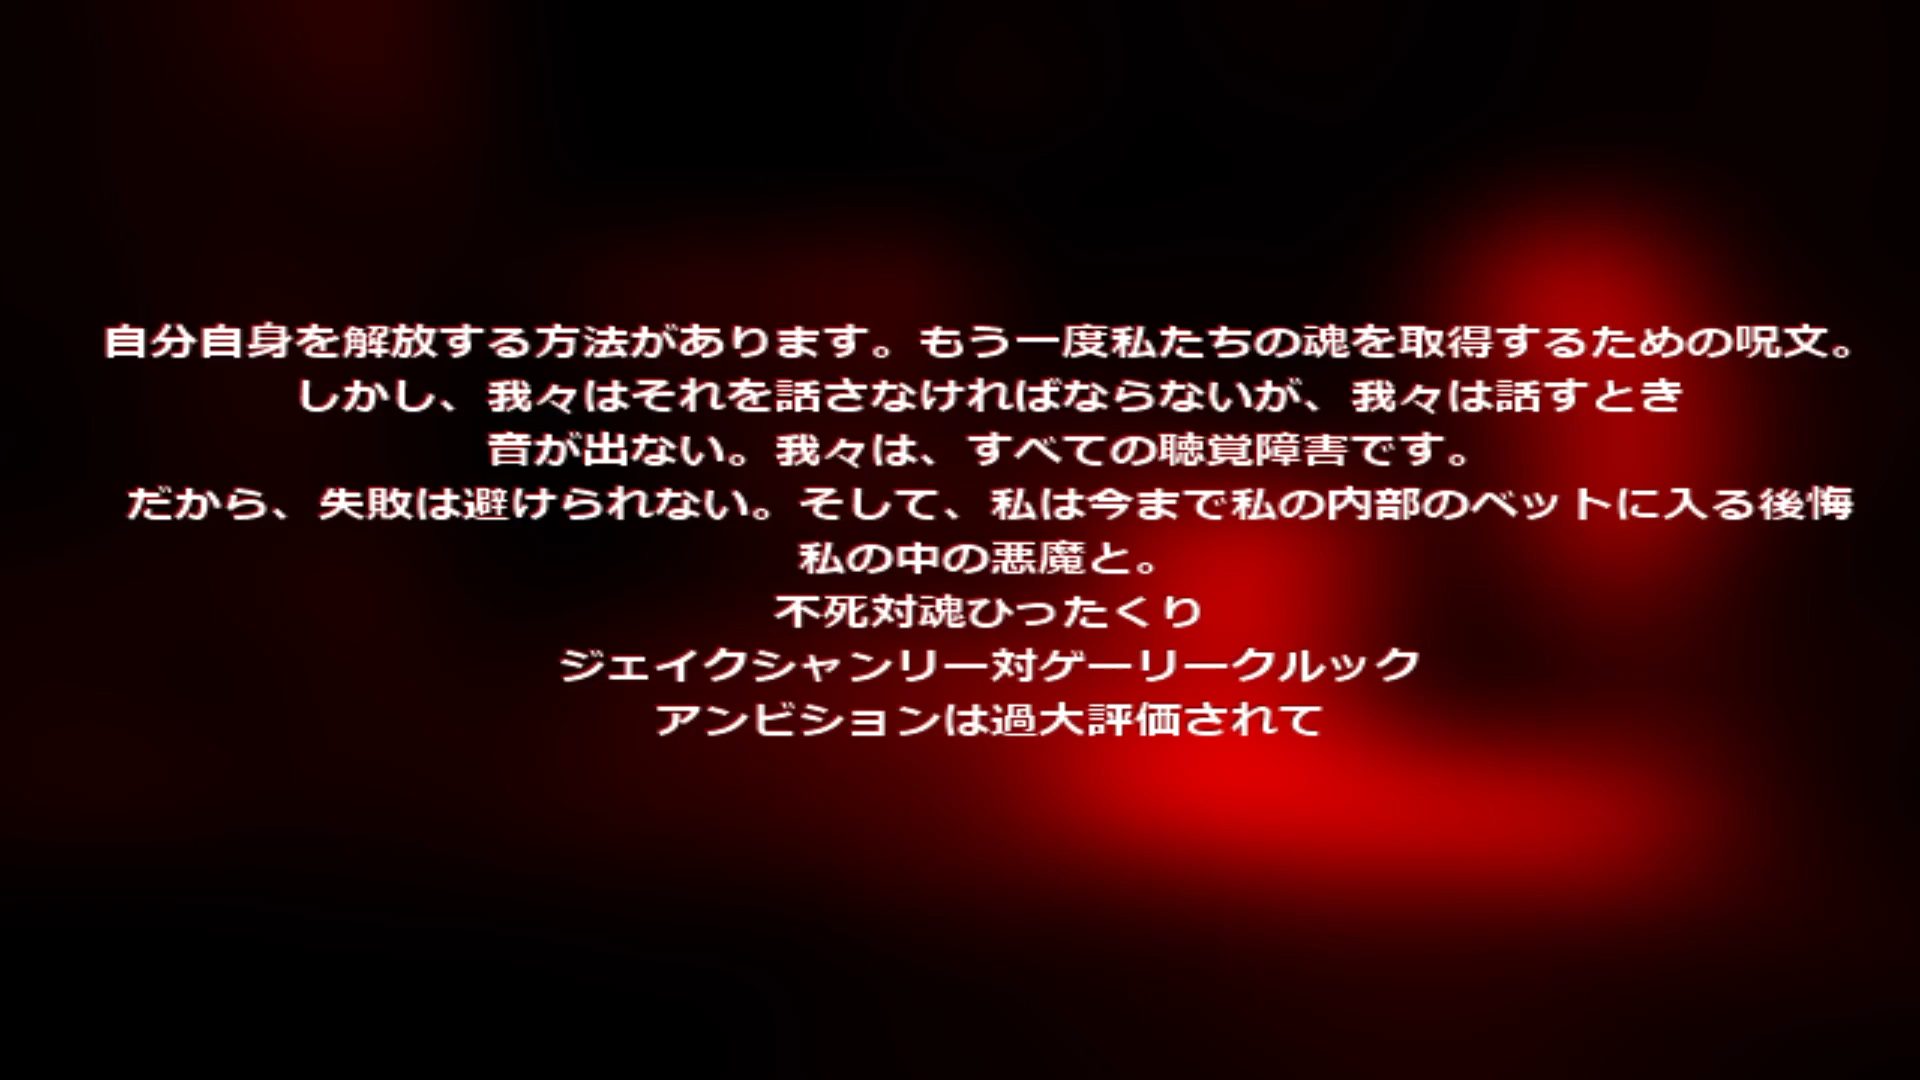 自分自身を解放する方法があります。もう一度私たちの魂を取得するための呪文。
しかし、我々はそれを話さなければならないが、我々は話すとき
音が出ない。我々は、すべての聴覚障害です。
だから、失敗は避けられない。そして、私は今まで私の内部のベットに入る後悔
私の中の悪魔と。
不死対魂ひったくり
ジェイクシャンリー対ゲーリークルック
アンビションは過大評価されて